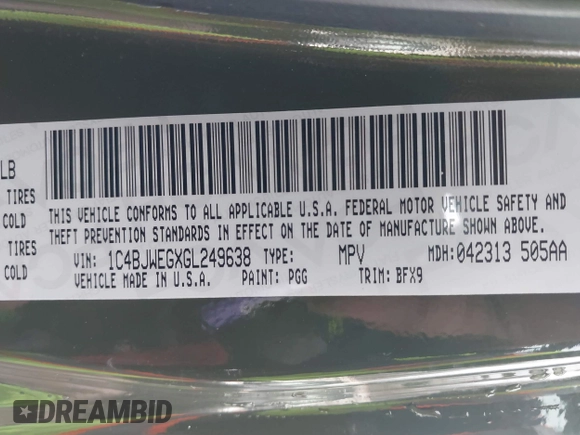 LB
TIRES
COLD
TIRES
COLD
THIS VEHICLE CONFORMS TO ALL APPLICABLE U.S.A. FEDERAL MOTOR VEHICLE SAFETY AND
THEFT PREVENTION STANDARDS IN EFFECT ON THE DATE OF MANUFACTURE SHOWN ABOVE.
VIN: 1C4BJWEGXGL249638 TYPE: MPV MDH: 042313 505AA
VEHICLE MADE IN U.S.A. PAINT: PGG TRIM: BFX9
DREAMBID